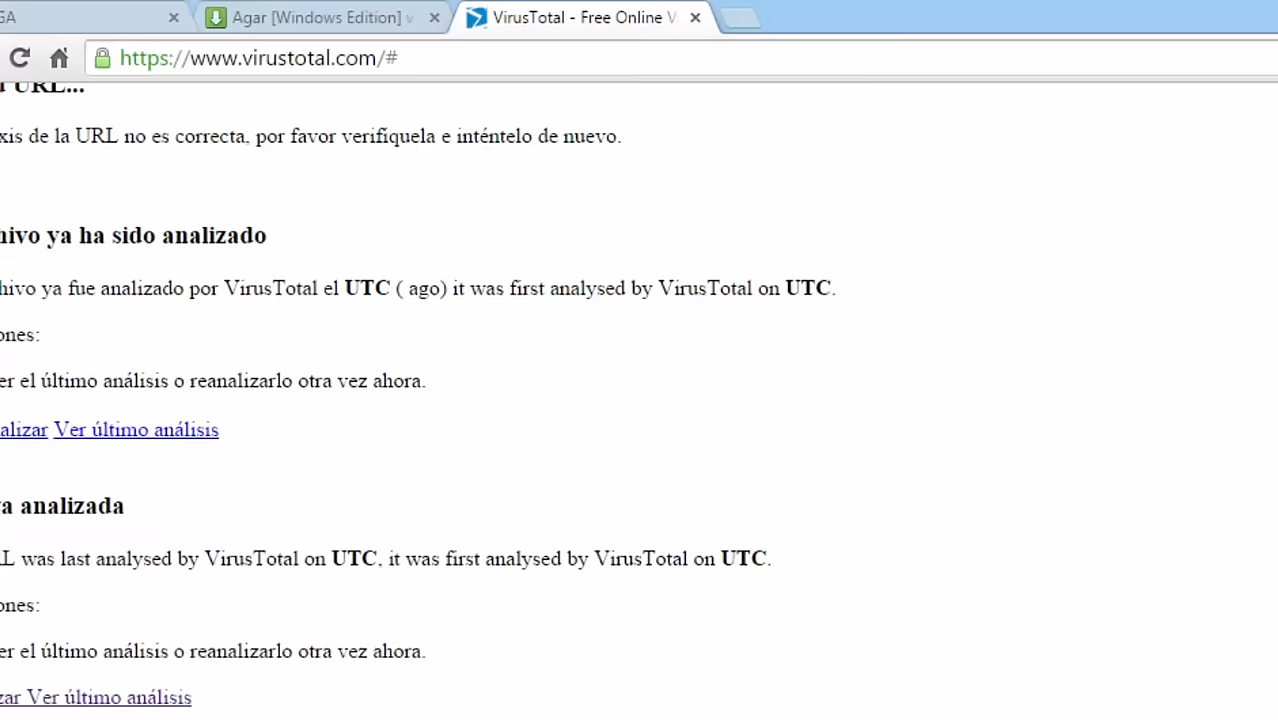 GA
Agar [Windows Edition] v
VirusTotal - Free Online V
https://www.virustotal.com/#
URL...
xis de la URL no es correcta, por favor verifíquela e inténtelo de nuevo.
hivo ya ha sido analizado
hivo ya fue analizado por VirusTotal el UTC ( ago) it was first analysed by VirusTotal on UTC.
ones:
er el último análisis o reanalizarlo otra vez ahora.
alizar Ver último análisis
a analizada
L was last analysed by VirusTotal on UTC, it was first analysed by VirusTotal on UTC.
ones:
er el último análisis o reanalizarlo otra vez ahora.
zar Ver último análisis